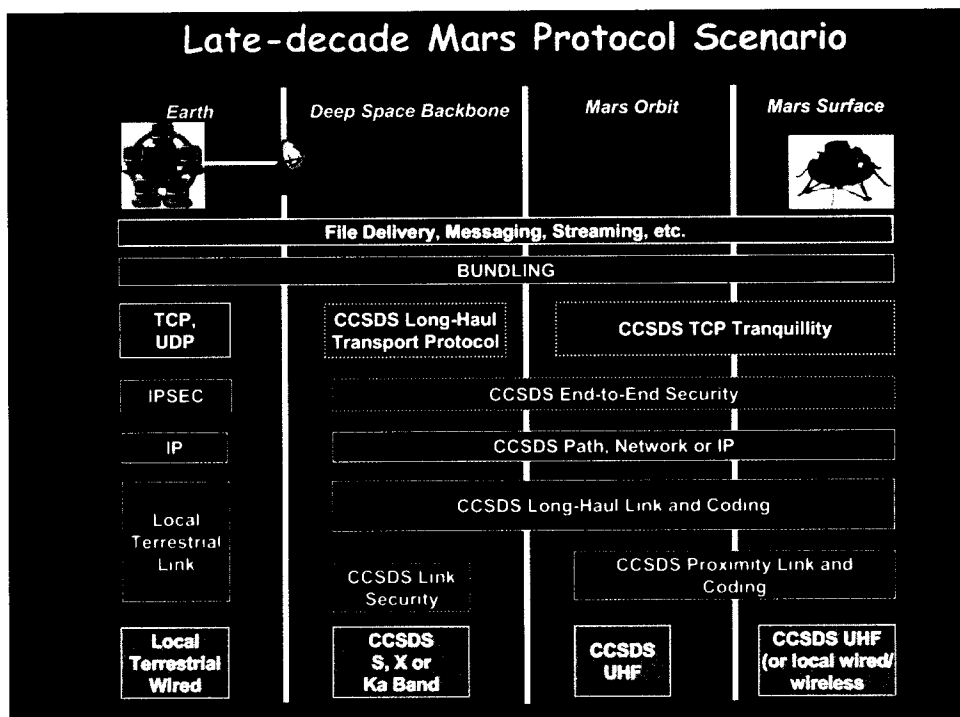 Late-decade Mars Protocol Scenario
Earth
Deep Space Backbone
Mars Orbit
Mars Surface
File Delivery, Messaging, Streaming, etc.
BUNDLING
TCP,
UDP
CCSDS Long-Haul
Transport Protocol
CCSDS TCP Tranquillity
IPSEC
CCSDS End-to-End Security
IP
CCSDS Path, Network or IP
CCSDS Long-Haul Link and Coding
Local
Terrestrial
Link
CCSDS Link
Security
CCSDS Proximity Link and
Coding
Local
Terrestrial
Wired
CCSDS
S, X or
Ka Band
CCSDS
UHF
CCSDS UHF
(or local wired/
wireless